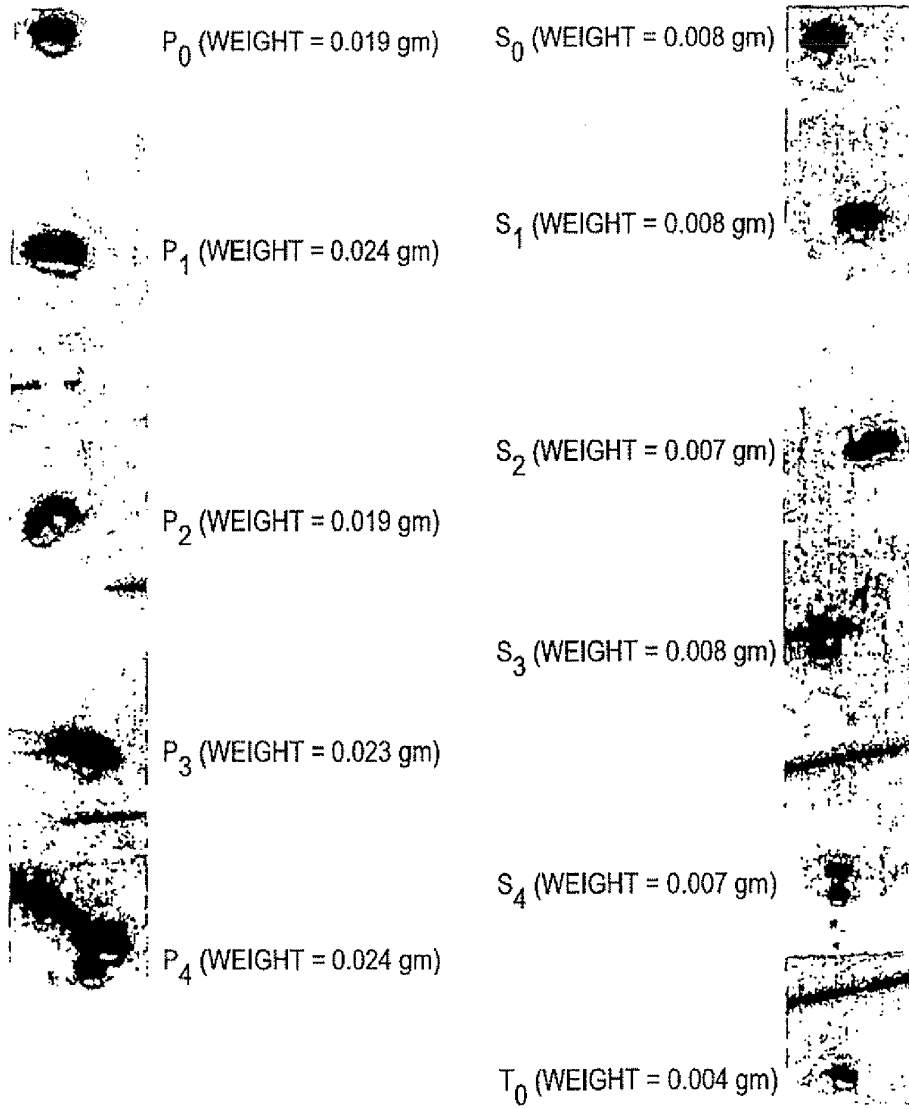 P0 (WEIGHT = 0.019 gm)
P1 (WEIGHT = 0.024 gm)
P2 (WEIGHT = 0.019 gm)
P3 (WEIGHT = 0.023 gm)
P4 (WEIGHT = 0.024 gm)
S0 (WEIGHT = 0.008 gm)
S1 (WEIGHT = 0.008 gm)
S2 (WEIGHT = 0.007 gm)
S3 (WEIGHT = 0.008 gm)
S4 (WEIGHT = 0.007 gm)
T0 (WEIGHT = 0.004 gm)